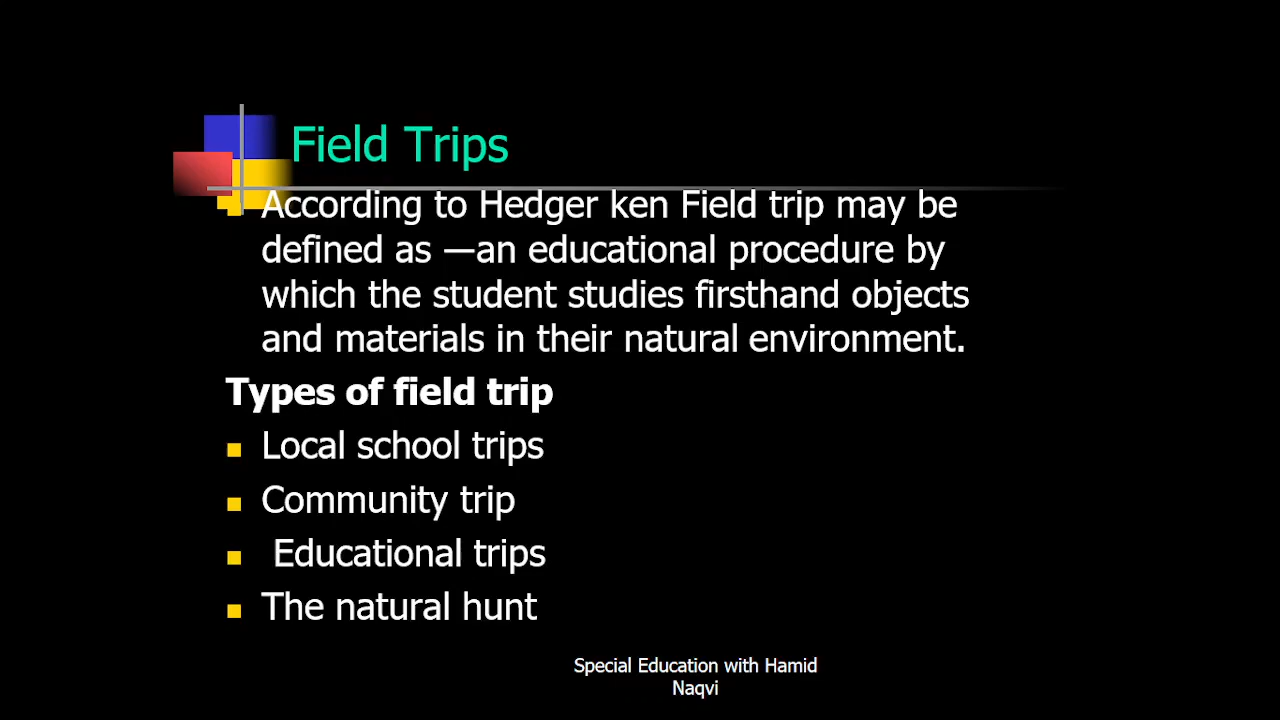 Field Trips
According to Hedger ken Field trip may be
defined as —an educational procedure by
which the student studies firsthand objects
and materials in their natural environment.
Types of field trip
Local school trips
Community trip
Educational trips
The natural hunt
Special Education with Hamid
Naqvi